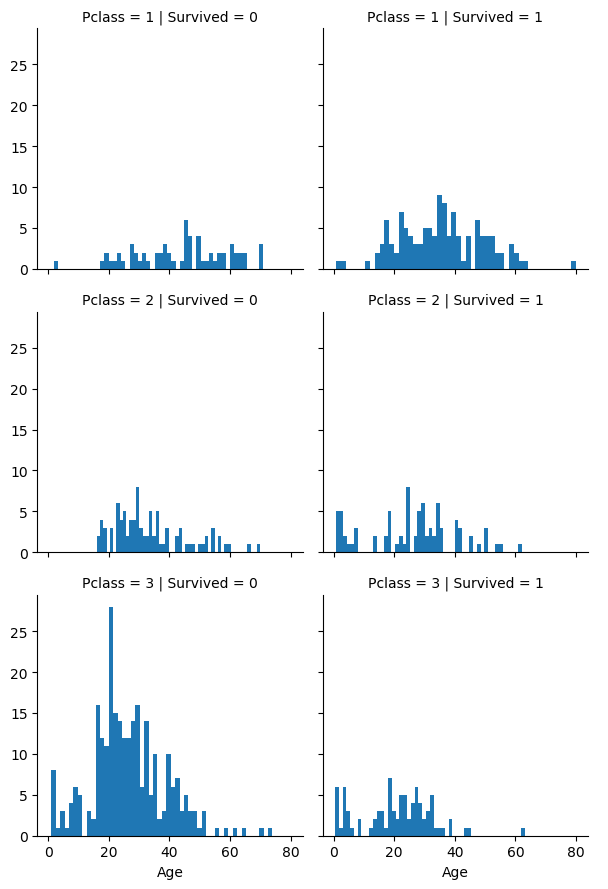 Pclass = 1 | Survived = 0
Pclass = 1 | Survived = 1
25
20
15
10
5
0
Pclass = 2 | Survived = 0
Pclass = 2 | Survived = 1
25
20
15
10
5
0
Pclass = 3 | Survived = 0
Pclass = 3 | Survived = 1
25
20
15
10
5
0
0 20 40 60 80
0 20 40 60 80
Age
Age